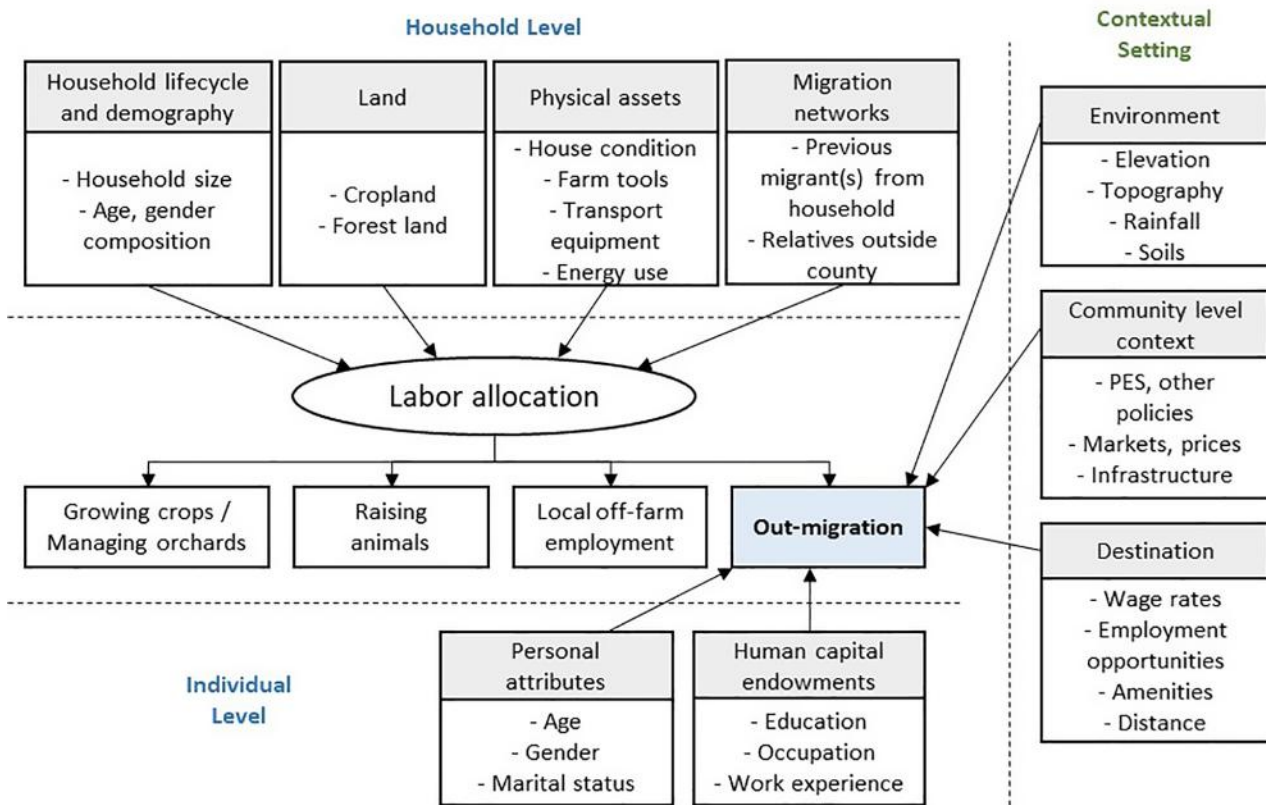 Household Level
Contextual
Setting
Household lifecycle
and demography
- Household size
- Age, gender
composition
Land
- Cropland
- Forest land
Physical assets
- House condition
- Farm tools
- Transport
equipment
- Energy use
Migration
networks
- Previous
migrant(s) from
household
- Relatives outside
county
Environment
- Elevation
- Topography
- Rainfall
- Soils
Community level
context
- PES, other
policies
- Markets, prices
- Infrastructure
Labor allocation
Growing crops /
Managing orchards
Raising
animals
Local off-farm
employment
Out-migration
Destination
- Wage rates
- Employment
opportunities
- Amenities
- Distance
Individual
Level
Personal
attributes
- Age
- Gender
- Marital status
Human capital
endowments
- Education
- Occupation
- Work experience